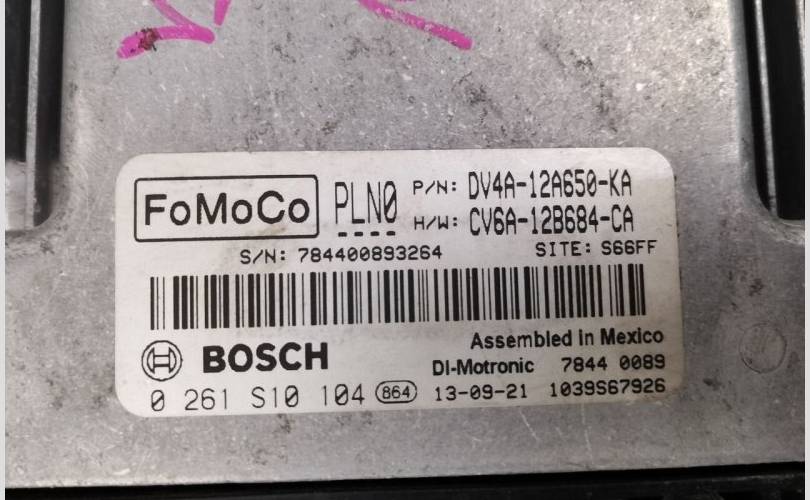 FoMoCo PLN0 P/N: DV4A-12A650-KA
H/W: CV6A-12B684-CA
S/N: 784400893264 SITE: S66FF
Assembled in Mexico
BOSCH DI-Motronic 7844 0089
0 261 S10 104 864 13-09-21 1039S67926